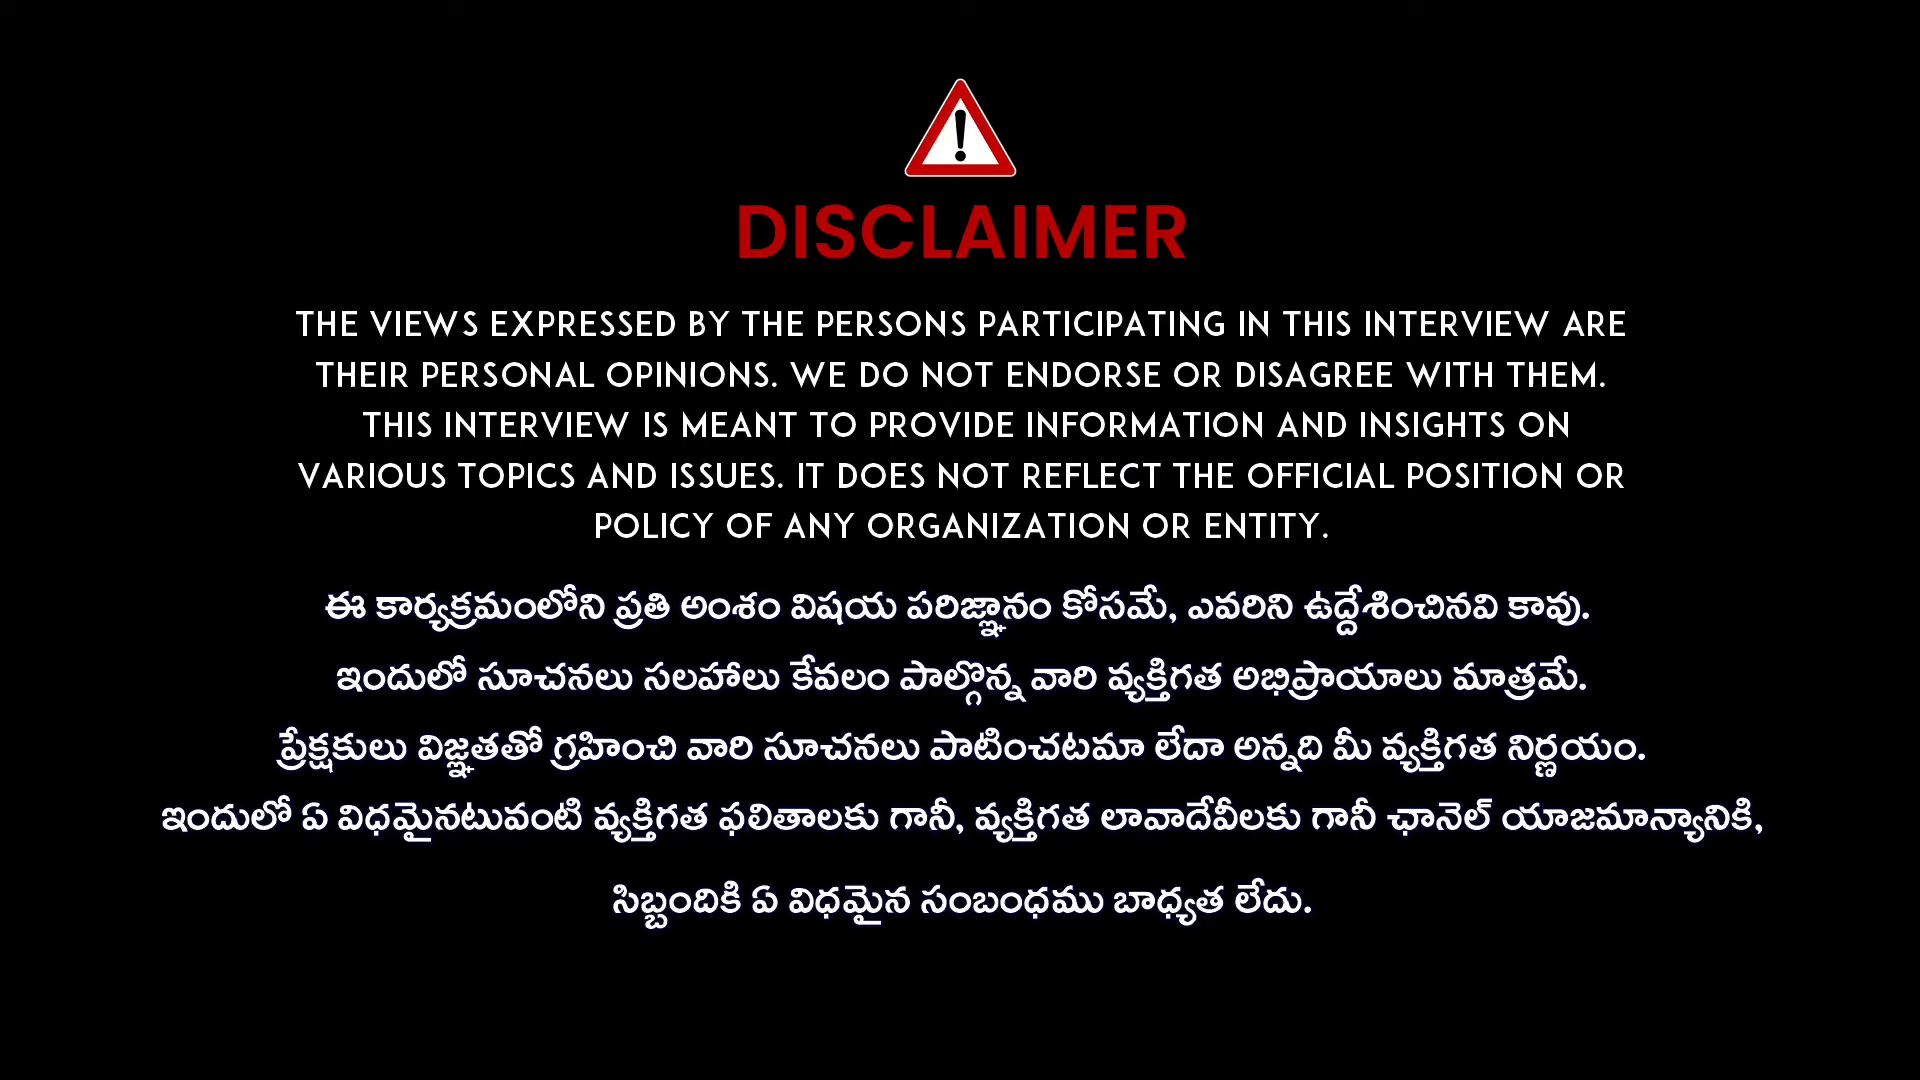 DISCLAIMER
THE VIEWS EXPRESSED BY THE PERSONS PARTICIPATING IN THIS INTERVIEW ARE
THEIR PERSONAL OPINIONS. WE DO NOT ENDORSE OR DISAGREE WITH THEM.
THIS INTERVIEW IS MEANT TO PROVIDE INFORMATION AND INSIGHTS ON
VARIOUS TOPICS AND ISSUES. IT DOES NOT REFLECT THE OFFICIAL POSITION OR
POLICY OF ANY ORGANIZATION OR ENTITY.
ఈ కార్యక్రమంలోని ప్రతి అంశం విషయ పరిజ్ఞానం కోసమే, ఎవరిని ఉద్దేశించినవి కావు.
ఇందులో సూచనలు సలహాలు కేవలం పాల్గొన్న వారి వ్యక్తిగత అభిప్రాయాలు మాత్రమే.
ప్రేక్షకులు విజ్ఞతతో గ్రహించి వారి సూచనలు పాటించటమా లేదా అన్నది మీ వ్యక్తిగత నిర్ణయం.
ఇందులో ఏ విధమైనటువంటి వ్యక్తిగత ఫలితాలకు గానీ, వ్యక్తిగత లావాదేవీలకు గానీ ఛానెల్ యాజమాన్యానికి,
సిబ్బందికి ఏ విధమైన సంబంధము బాధ్యత లేదు.